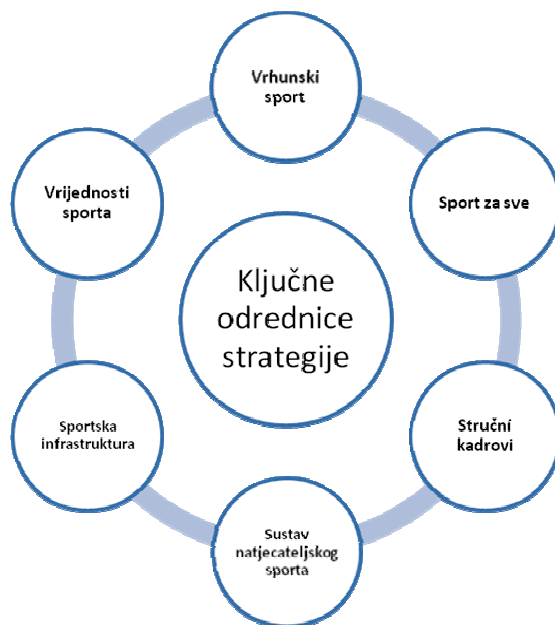 Vrhunski
sport
Vrijednosti
sporta
Sport za sve
Ključne
odrednice
strategije
Sportska
infrastruktura
Stručni
kadrovi
Sustav
natjecateljskog
sporta